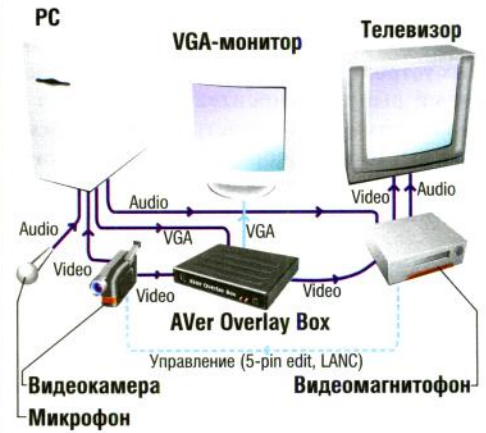 PC
VGA-монитор
Телевизор
Audio
Video
Audio
Audio
VGA
VGA
Video
Video
AVer Overlay Box
Video
AVer Overlay Box
Управление (5-pin edit, LANC)
Видеокамера
Видеомагнитофон
Микрофон